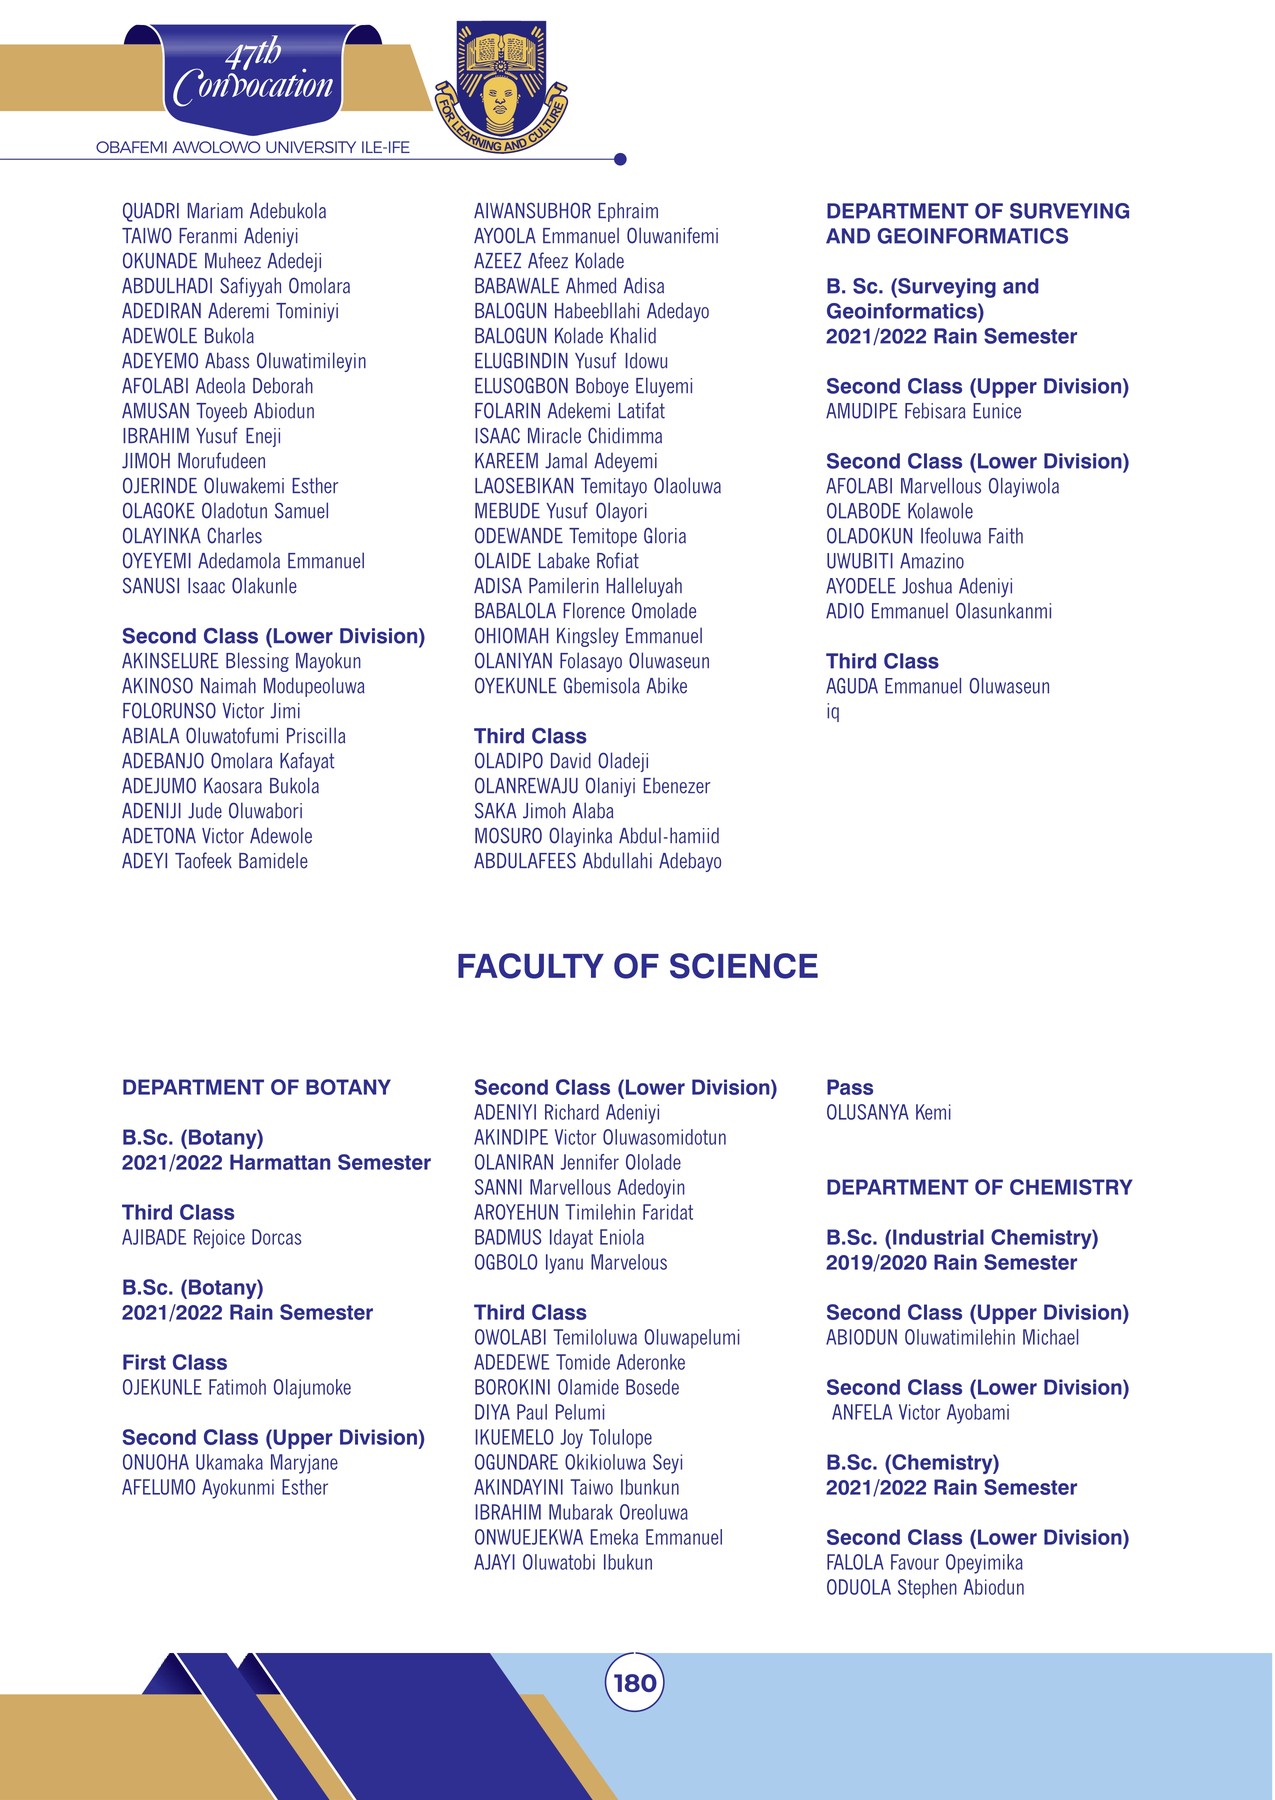 47th
Convocation
OBAFEMI AWOLOWO UNIVERSITY ILE-IFE
FOR LEARNING AND CULTURE
QUADRI Mariam Adebukola
TAIWO Feranmi Adeniyi
OKUNADE Muheez Adedeji
ABDULHADI Safiyyah Omolara
ADEDIRAN Aderemi Tominiyi
ADEWOLE Bukola
ADEYEMO Abass Oluwatimileyin
AFOLABI Adeola Deborah
AMUSAN Toyeeb Abiodun
IBRAHIM Yusuf Eneji
JIMOH Morufudeen
OJERINDE Oluwakemi Esther
OLAGOKE Oladotun Samuel
OLAYINKA Charles
OYEYEMI Adedamola Emmanuel
SANUSI Isaac Olakunle
Second Class (Lower Division)
AKINSELURE Blessing Mayokun
AKINOSO Naimah Modupeoluwa
FOLORUNSO Victor Jimi
ABIALA Oluwatofumi Priscilla
ADEBANJO Omolara Kafayat
ADEJUMO Kaosara Bukola
ADENIJI Jude Oluwabori
ADETONA Victor Adewole
ADEYI Taofeek Bamidele
AIWANSUBHOR Ephraim
AYOOLA Emmanuel Oluwanifemi
AZEEZ Afeez Kolade
BABAWALE Ahmed Adisa
BALOGUN Habeebllahi Adedayo
BALOGUN Kolade Khalid
ELUGBINDIN Yusuf Idowu
ELUSOGBON Boboye Eluyemi
FOLARIN Adekemi Latifat
ISAAC Miracle Chidimma
KAREEM Jamal Adeyemi
LAOSEBIKAN Temitayo Olaoluwa
MEBUDE Yusuf Olayori
ODEWANDE Temitope Gloria
OLAIDE Labake Rofiat
ADISA Pamilerin Halleluyah
BABALOLA Florence Omolade
OHIOMAH Kingsley Emmanuel
OLANIYAN Folasayo Oluwaseun
OYEKUNLE Gbemisola Abike
Third Class
OLADIPO David Oladeji
OLANREWAJU Olaniyi Ebenezer
SAKA Jimoh Alaba
MOSURO Olayinka Abdul-hamiid
ABDULAFEES Abdullahi Adebayo
DEPARTMENT OF SURVEYING
AND GEOINFORMATICS
B. Sc. (Surveying and
Geoinformatics)
2021/2022 Rain Semester
Second Class (Upper Division)
AMUDIPE Febisara Eunice
Second Class (Lower Division)
AFOLABI Marvellous Olayiwola
OLABODE Kolawole
OLADOKUN Ifeoluwa Faith
UWUBITI Amazino
AYODELE Joshua Adeniyi
ADIO Emmanuel Olasunkanmi
Third Class
AGUDA Emmanuel Oluwaseun
iq
FACULTY OF SCIENCE
DEPARTMENT OF BOTANY
B.Sc. (Botany)
2021/2022 Harmattan Semester
Third Class
AJIBADE Rejoice Dorcas
B.Sc. (Botany)
2021/2022 Rain Semester
First Class
OJEKUNLE Fatimoh Olajumoke
Second Class (Upper Division)
ONUOHA Ukamaka Maryjane
AFELUMO Ayokunmi Esther
Second Class (Lower Division)
ADENIYI Richard Adeniyi
AKINDIPE Victor Oluwasomidotun
OLANIRAN Jennifer Ololade
SANNI Marvellous Adedoyin
AROYEHUN Timilehin Faridat
BADMUS Idayat Eniola
OGBOLO Iyanu Marvelous
Third Class
OWOLABI Temiloluwa Oluwapelumi
ADEDEWE Tomide Aderonke
BOROKINI Olamide Bosede
DIYA Paul Pelumi
IKUEMELO Joy Tolulope
OGUNDARE Okikioluwa Seyi
AKINDAYINI Taiwo Ibunkun
IBRAHIM Mubarak Oreoluwa
ONWUEJEKWA Emeka Emmanuel
AJAYI Oluwatobi Ibukun
Pass
OLUSANYA Kemi
DEPARTMENT OF CHEMISTRY
B.Sc. (Industrial Chemistry)
2019/2020 Rain Semester
Second Class (Upper Division)
ABIODUN Oluwatimilehin Michael
Second Class (Lower Division)
ANFELA Victor Ayobami
B.Sc. (Chemistry)
2021/2022 Rain Semester
Second Class (Lower Division)
FALOLA Favour Opeyimika
ODUOLA Stephen Abiodun
180